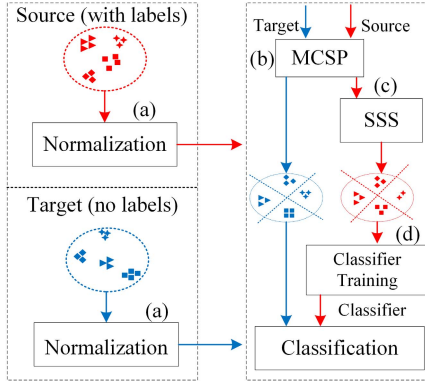 Source (with labels)
(a)
Normalization
Target (no labels)
(a)
Normalization
Target
Source
(b)
MCSP
(c)
SSS
(d)
Classifier
Training
Classifier
Classification